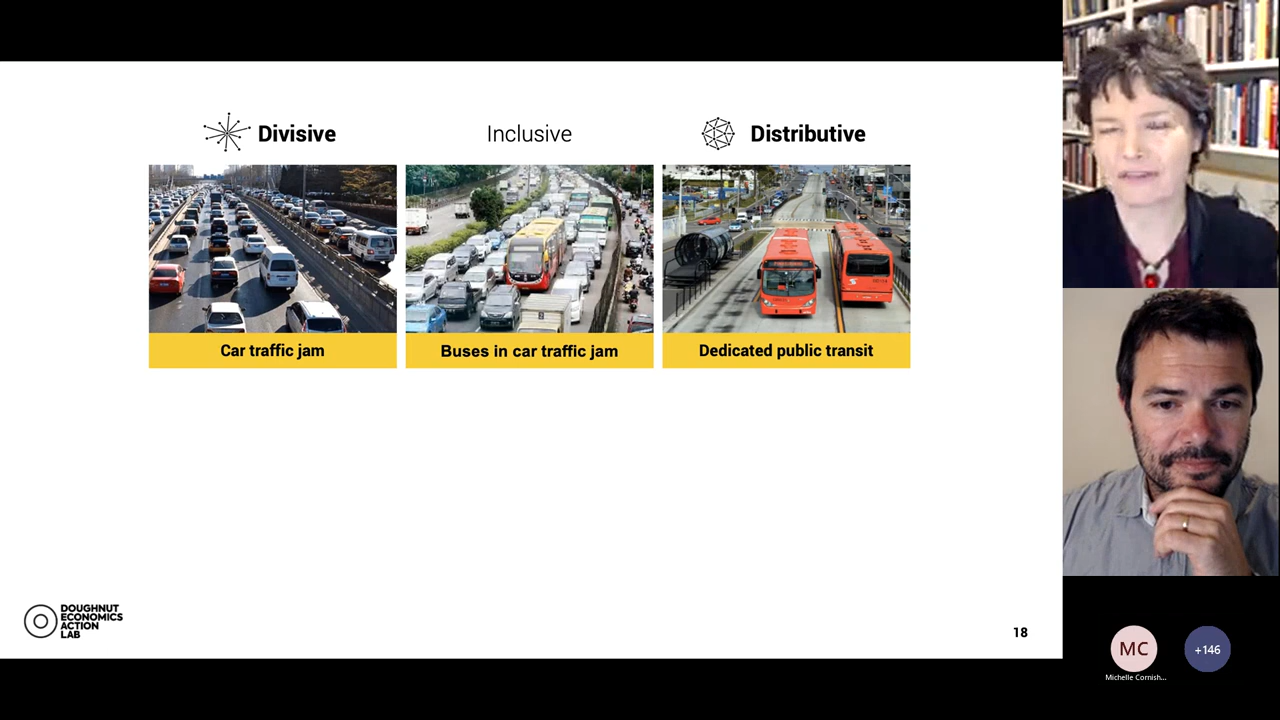 Divisive
Inclusive
Distributive
Car traffic jam
Buses in car traffic jam
Dedicated public transit
DOUGHNUT
ECONOMICS
ACTION
LAB
18
MC
+146
Michelle Cornish...